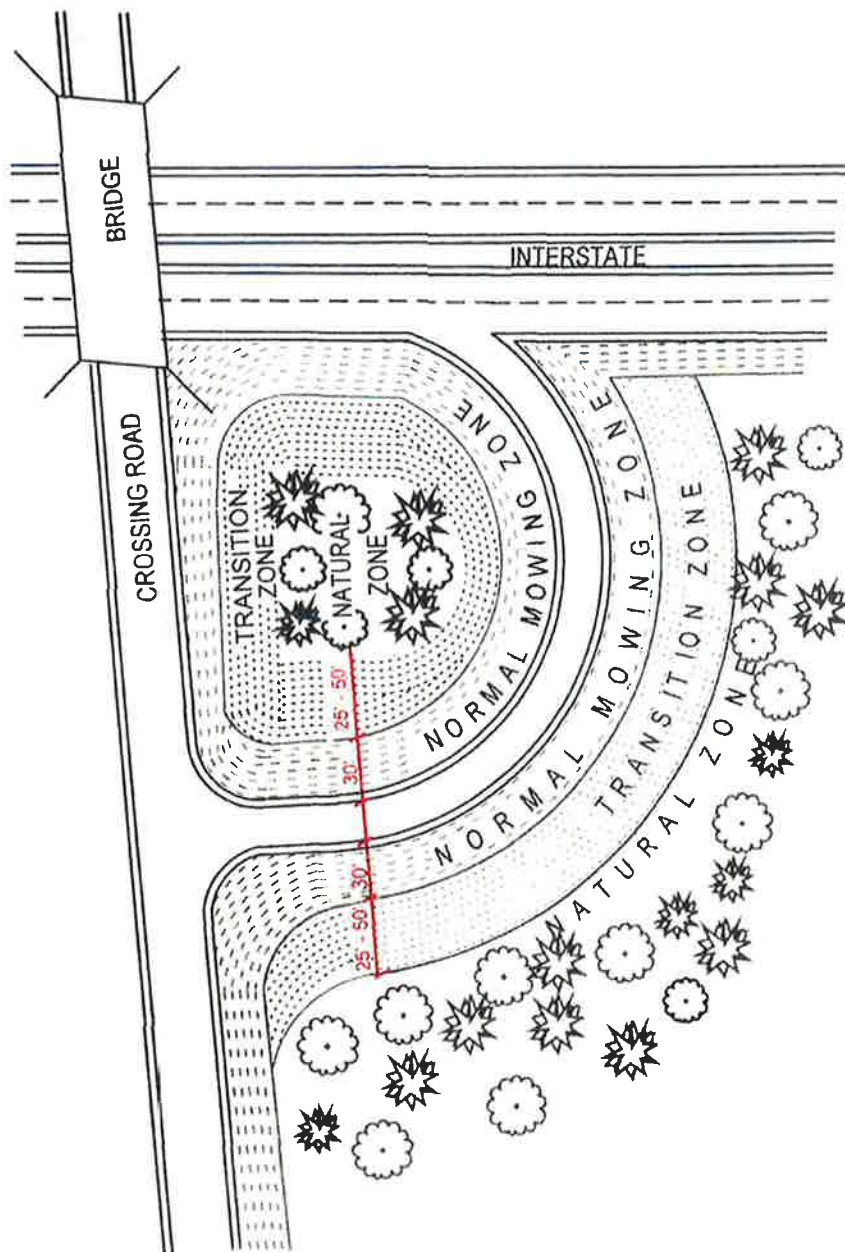 BRIDGE
INTERSTATE
CROSSING ROAD
TRANSITION
ZONE
NATURAL
ZONE
NORMAL MOWING ZONE
25' - 50'
30'
30'
25' - 50'
NORMAL MOWING ZONE
TRANSITION ZONE
NATURAL ZONE